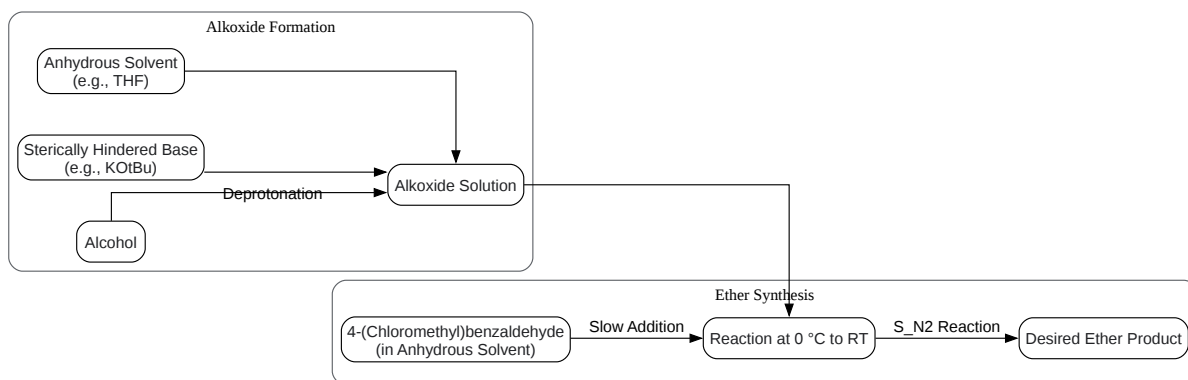 Alkoxide Formation
Anhydrous Solvent
(e.g., THF)
Sterically Hindered Base
(e.g., KOtBu)
Deprotonation
Alkoxide Solution
Alcohol
Ether Synthesis
4-(Chloromethyl)benzaldehyde
(in Anhydrous Solvent)
Slow Addition
Reaction at 0 °C to RT
S_N2 Reaction
Desired Ether Product